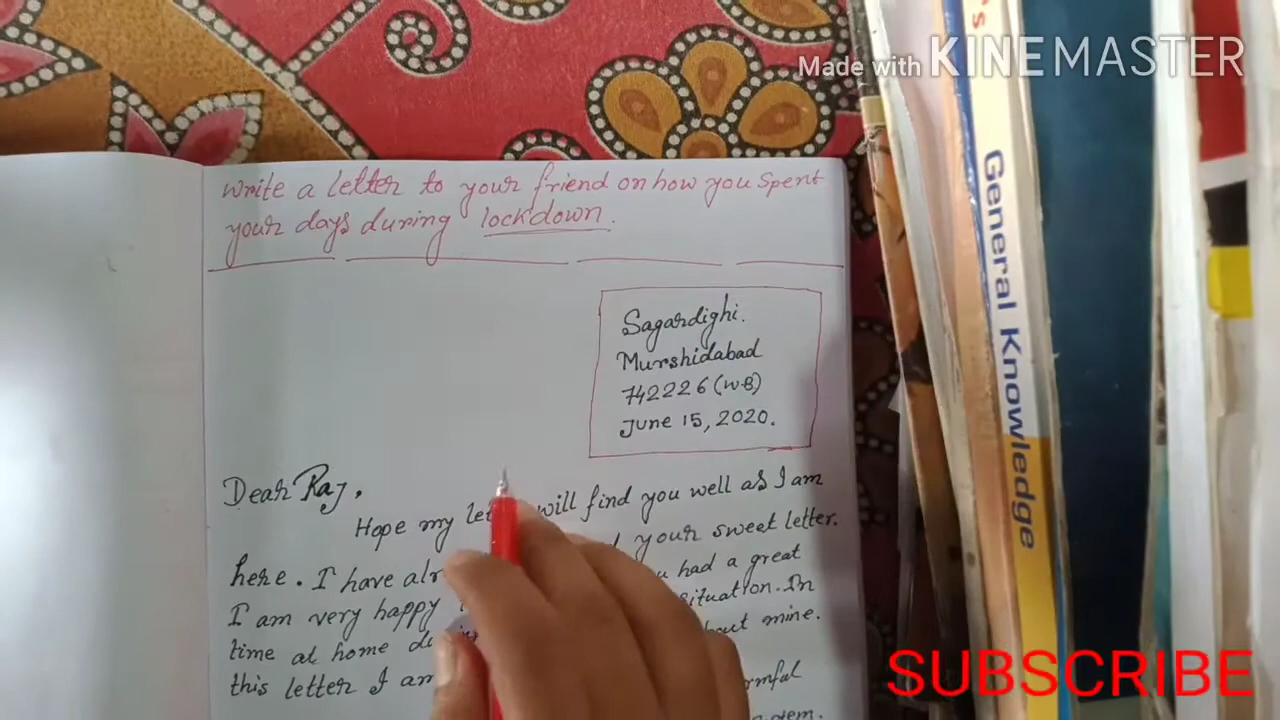 Made with KINEMASTER
's
General Knowledge
Write a letter to your friend on how you spent
your days during lockdown.
Sagardighi.
Murshidabad
742226 (W.B)
June 15, 2020.
Dear Raj,
Hope my will find you well as I am
here. I have your sweet letter.
I am very happy had a great
time at home situation. In
this letter I am mine.
SUBSCRIBE